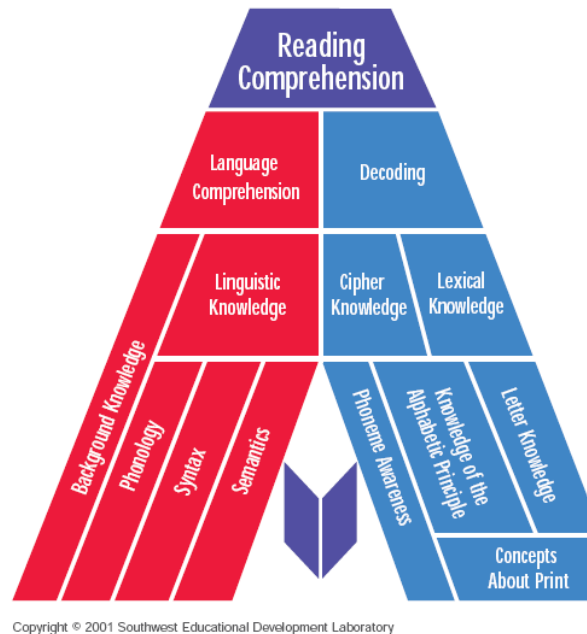 Reading
Comprehension
Language
Comprehension
Decoding
Linguistic
Knowledge
Cipher
Knowledge
Lexical
Knowledge
Background Knowledge
Phonology
Syntax
Semantics
Phoneme Awareness
Knowledge of the
Alphabetic Principle
Letter Knowledge
Concepts
About Print
Copyright © 2001 Southwest Educational Development Laboratory